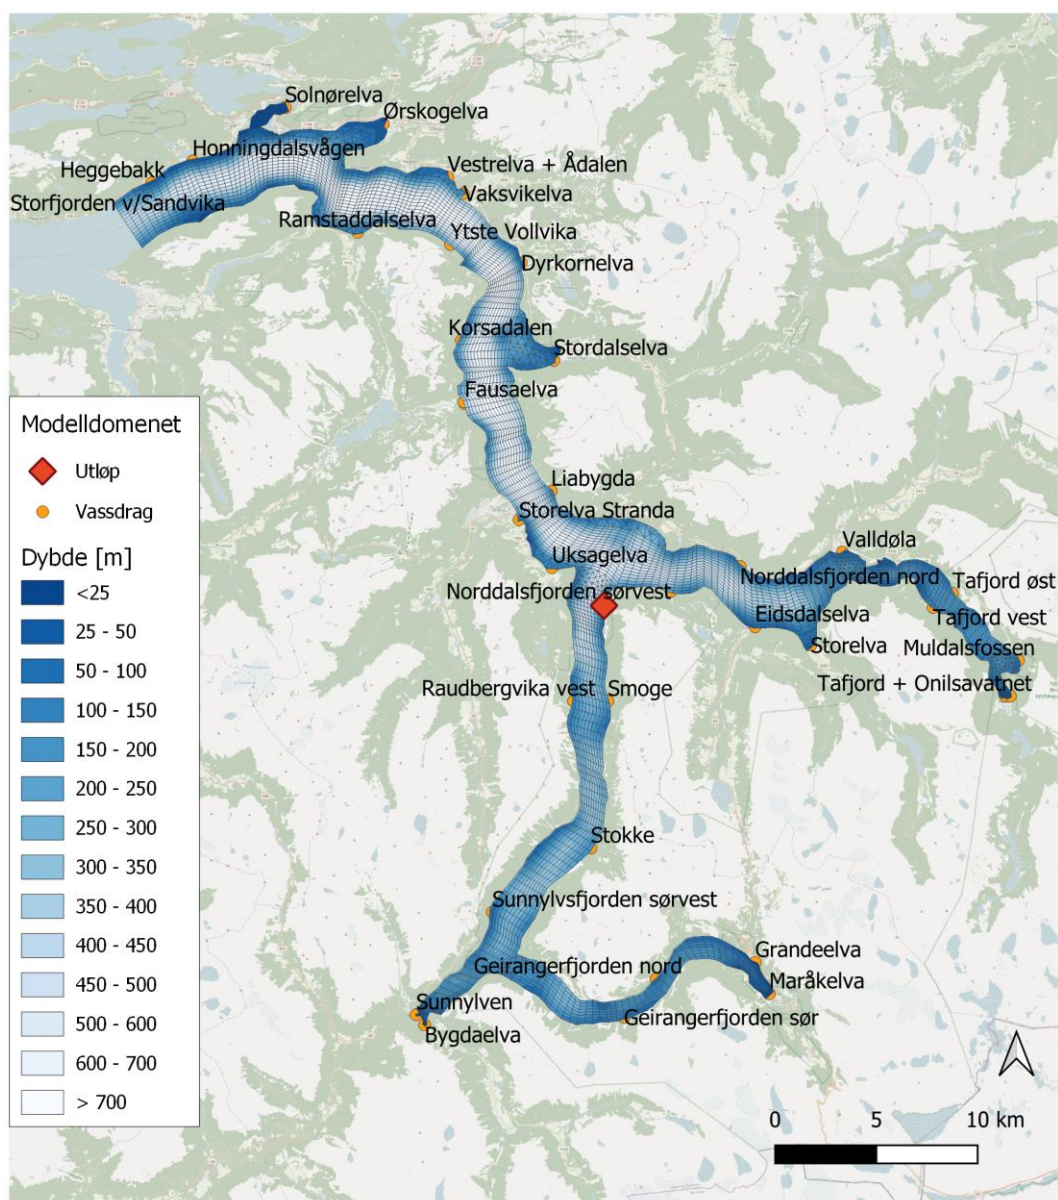 Solnørelva
Ørskogelva
Honningdalsvågen
Heggebakk
Vestrelva + Ådalen
Vaksvikelva
Storfjorden v/Sandvika
Ramstaddalselva
Ytste Vollvika
Dyrkornelva
Korsadalen
Stordalselva
Fausaelva
Liabygda
Storelva Stranda
Valldøla
Uksagelva
Norddalsfjorden nord
Tafjord øst
Norddalsfjorden sørvest
Eidsdalselva
Tafjord vest
Storelva
Muldalsfossen
Tafjord + Onilsavatnet
Raudbergvika vest
Smoge
Stokke
Sunnylvsfjorden sørvest
Grandeelva
Geirangerfjorden nord
Maråkelva
Sunnylven
Geirangerfjorden sør
Bygdaelva
Modelldomenet
Utløp
Vassdrag
Dybde [m]
<25
25 - 50
50 - 100
100 - 150
150 - 200
200 - 250
250 - 300
300 - 350
350 - 400
400 - 450
450 - 500
500 - 600
600 - 700
> 700
0 5 10 km